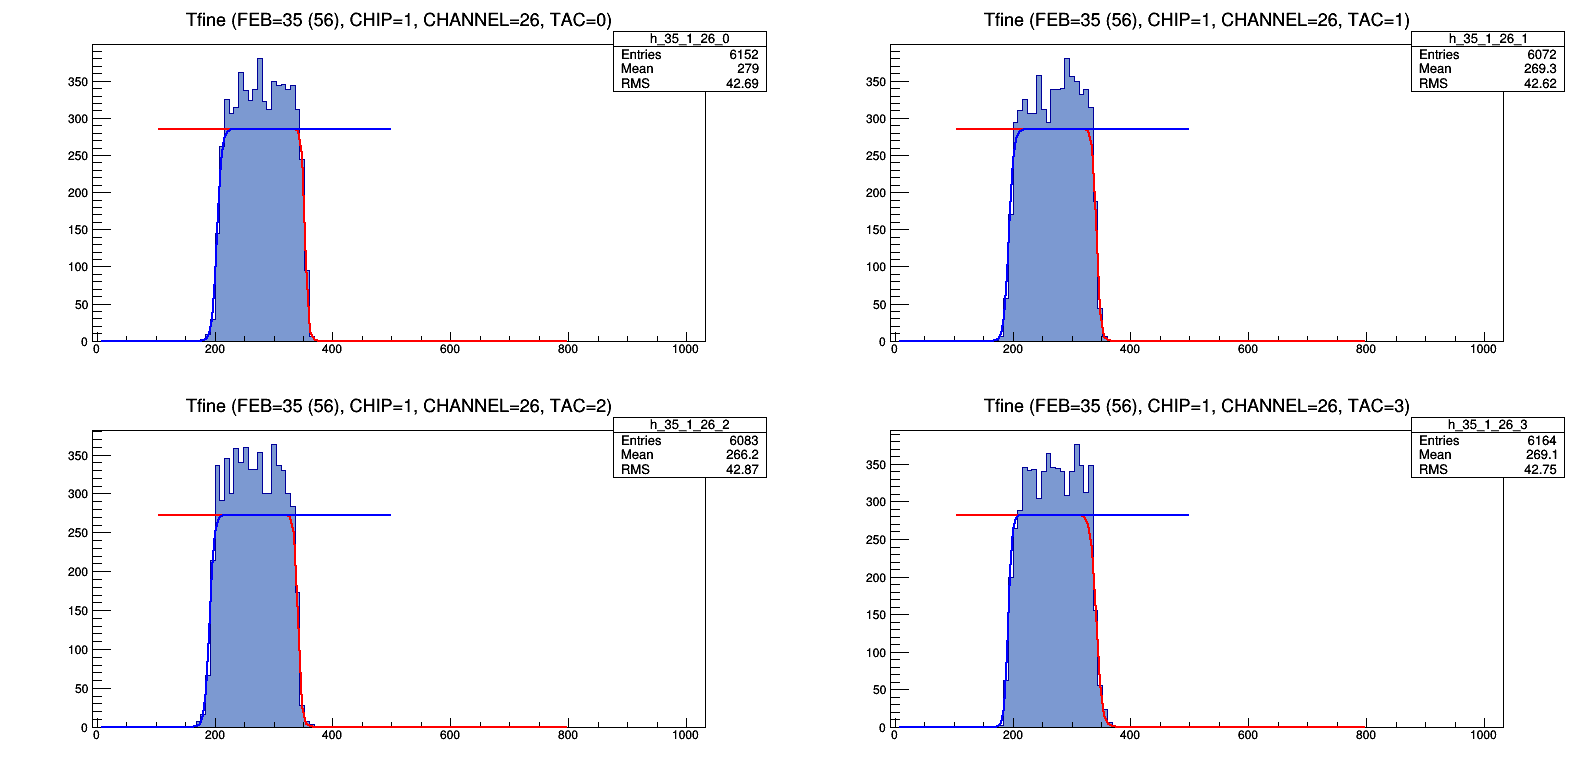 Tfine (FEB=35 (56), CHIP=1, CHANNEL=26, TAC=0)
h_35_1_26_0
Entries 6152
Mean 279
RMS 42.69
350
300
250
200
150
100
50
0
0 200 400 600 800 1000
Tfine (FEB=35 (56), CHIP=1, CHANNEL=26, TAC=1)
h_35_1_26_1
Entries 6072
Mean 269.3
RMS 42.62
350
300
250
200
150
100
50
0
0 200 400 600 800 1000
Tfine (FEB=35 (56), CHIP=1, CHANNEL=26, TAC=2)
h_35_1_26_2
Entries 6083
Mean 266.2
RMS 42.87
350
300
250
200
150
100
50
0
0 200 400 600 800 1000
Tfine (FEB=35 (56), CHIP=1, CHANNEL=26, TAC=3)
h_35_1_26_3
Entries 6164
Mean 269.1
RMS 42.75
350
300
250
200
150
100
50
0
0 200 400 600 800 1000